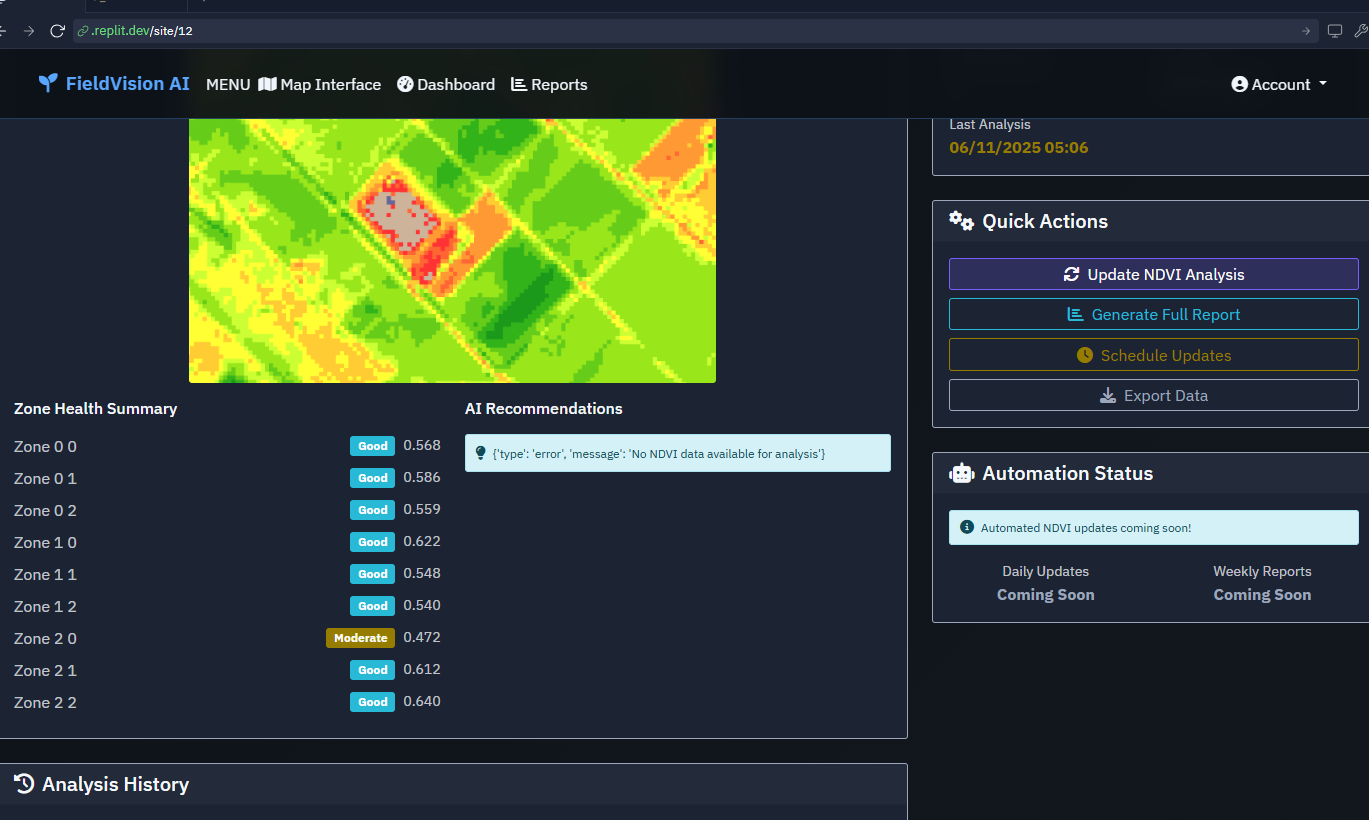 .replit.dev/site/12
FieldVision AI MENU Map Interface Dashboard Reports Account
Last Analysis
06/11/2025 05:06
Quick Actions
Update NDVI Analysis
Generate Full Report
Schedule Updates
Export Data
Zone Health Summary
Zone 0 0 Good 0.568
Zone 0 1 Good 0.586
Zone 0 2 Good 0.559
Zone 1 0 Good 0.622
Zone 1 1 Good 0.548
Zone 1 2 Good 0.540
Zone 2 0 Moderate 0.472
Zone 2 1 Good 0.612
Zone 2 2 Good 0.640
AI Recommendations
{'type': 'error', 'message': 'No NDVI data available for analysis'}
Automation Status
Automated NDVI updates coming soon!
Daily Updates
Coming Soon
Weekly Reports
Coming Soon
Analysis History